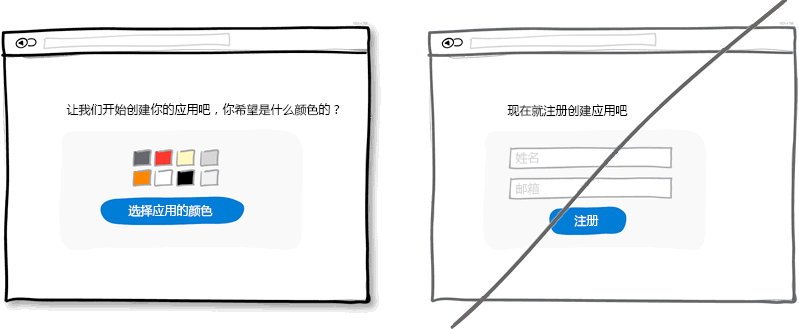 让我们开始创建你的应用吧，你希望是什么颜色的？
选择应用的颜色
现在就注册创建应用吧
姓名
邮箱
注册